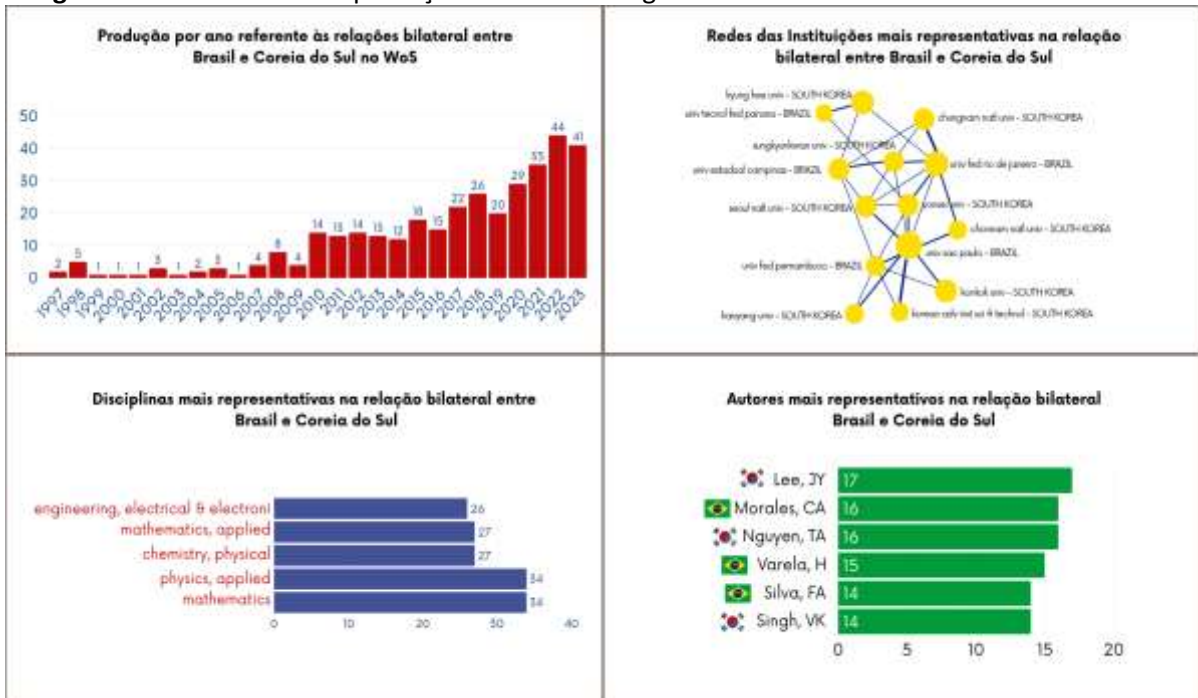 Produção por ano referente às relações bilateral entre
Brasil e Coreia do Sul no WoS
50
40
30
20
10
0
2 5 1 1 1 3 1 2 3 1 4 8 4 14 13 14 13 12 18 15 22 26 20 29 35 44 41
1997 1998 1999 2000 2001 2002 2003 2004 2005 2006 2007 2008 2009 2010 2011 2012 2013 2014 2015 2016 2017 2018 2019 2020 2021 2022 2023
Redes das Instituições mais representativas na relação
bilateral entre Brasil e Coreia do Sul
kyung hee univ - SOUTH KOREA
univ tecnol fed parana - BRAZIL
chungnam natl univ - SOUTH KOREA
sungkyunkwan univ - SOUTH KOREA
univ estadual campinas - BRAZIL
univ fed rio de janeiro - BRAZIL
seoul natl univ - SOUTH KOREA
yonsei univ - SOUTH KOREA
chonnam natl univ - SOUTH KOREA
univ sao paulo - BRAZIL
univ fed pernambuco - BRAZIL
konkuk univ - SOUTH KOREA
hanyang univ - SOUTH KOREA
korean adv inst sci & technol - SOUTH KOREA
Disciplinas mais representativas na relação bilateral entre
Brasil e Coreia do Sul
engineering, electrical & electroni 26
mathematics, applied 27
chemistry, physical 27
physics, applied 34
mathematics 34
0 10 20 30 40
Autores mais representativos na relação bilateral
Brasil e Coreia do Sul
Lee, JY 17
Morales, CA 16
Nguyen, TA 16
Varela, H 15
Silva, FA 14
Singh, VK 14
0 5 10 15 20